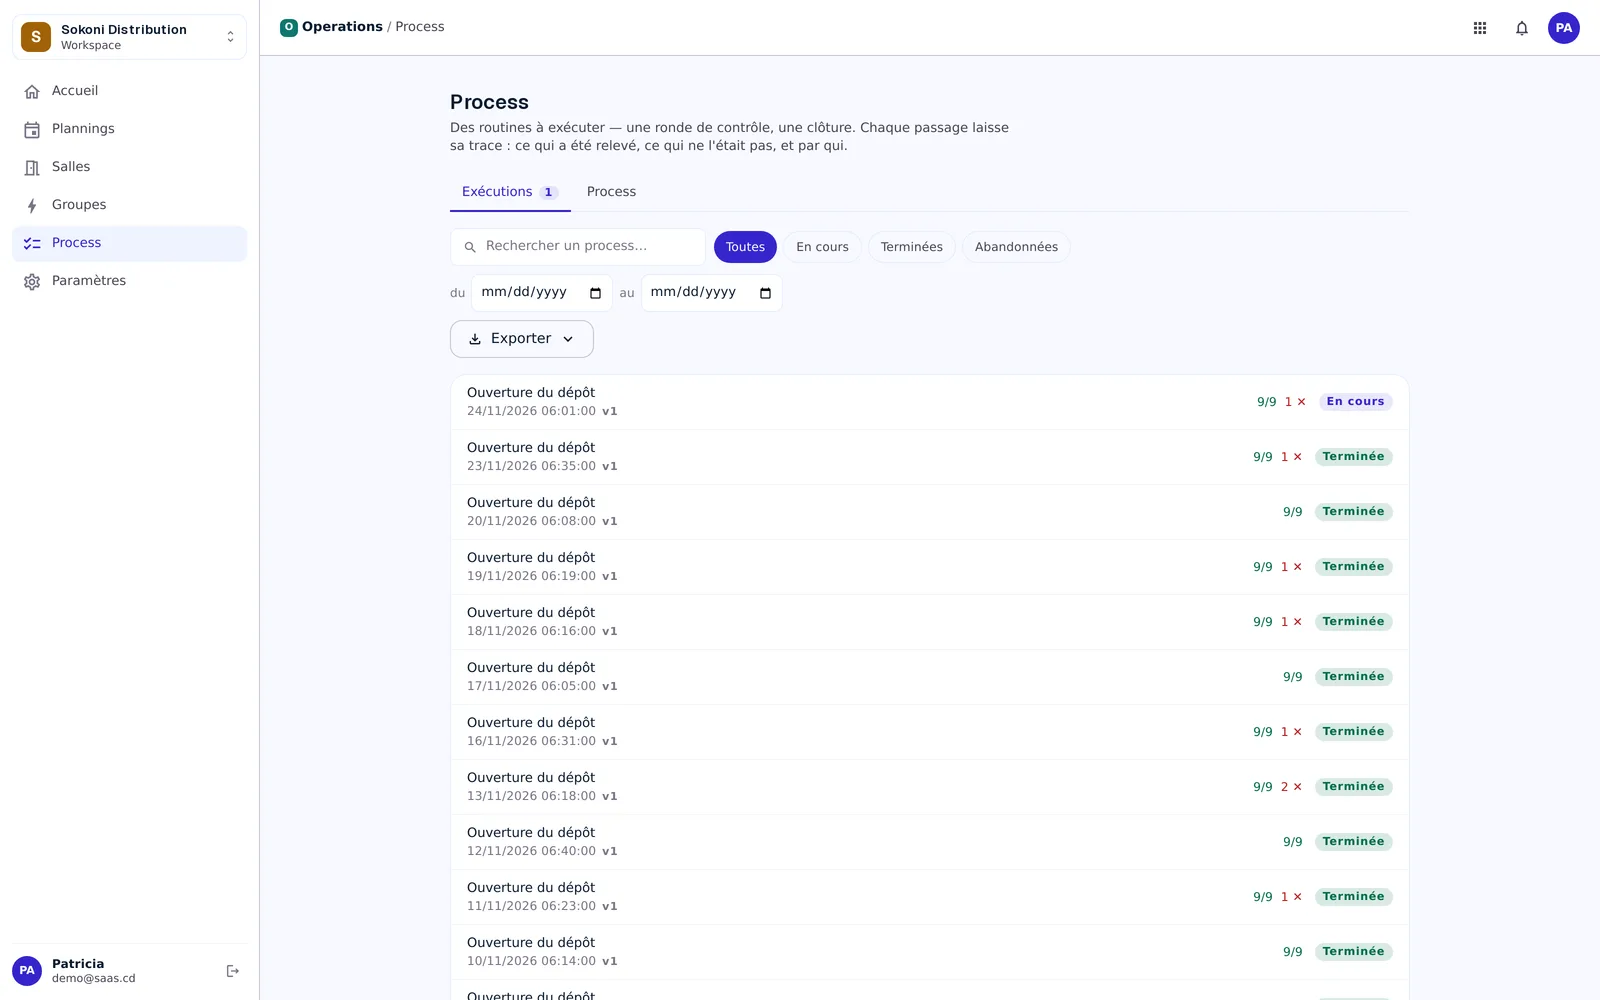 S
Sokoni Distribution
Workspace
Accueil
Plannings
Salles
Groupes
Process
Paramètres
PA
Patricia
demo@saas.cd
O Operations / Process
PA
Process
Des routines à exécuter — une ronde de contrôle, une clôture. Chaque passage laisse
sa trace : ce qui a été relevé, ce qui ne l'était pas, et par qui.
Exécutions 1 Process
Rechercher un process... Toutes En cours Terminées Abandonnées
du mm/dd/yyyy au mm/dd/yyyy
Exporter
Ouverture du dépôt
24/11/2026 06:01:00 v1
9/9 1 × En cours
Ouverture du dépôt
23/11/2026 06:35:00 v1
9/9 1 × Terminée
Ouverture du dépôt
20/11/2026 06:08:00 v1
9/9 Terminée
Ouverture du dépôt
19/11/2026 06:19:00 v1
9/9 1 × Terminée
Ouverture du dépôt
18/11/2026 06:16:00 v1
9/9 1 × Terminée
Ouverture du dépôt
17/11/2026 06:05:00 v1
9/9 Terminée
Ouverture du dépôt
16/11/2026 06:31:00 v1
9/9 1 × Terminée
Ouverture du dépôt
13/11/2026 06:18:00 v1
9/9 2 × Terminée
Ouverture du dépôt
12/11/2026 06:40:00 v1
9/9 Terminée
Ouverture du dépôt
11/11/2026 06:23:00 v1
9/9 1 × Terminée
Ouverture du dépôt
10/11/2026 06:14:00 v1
9/9 Terminée
Ouverture du dépôt